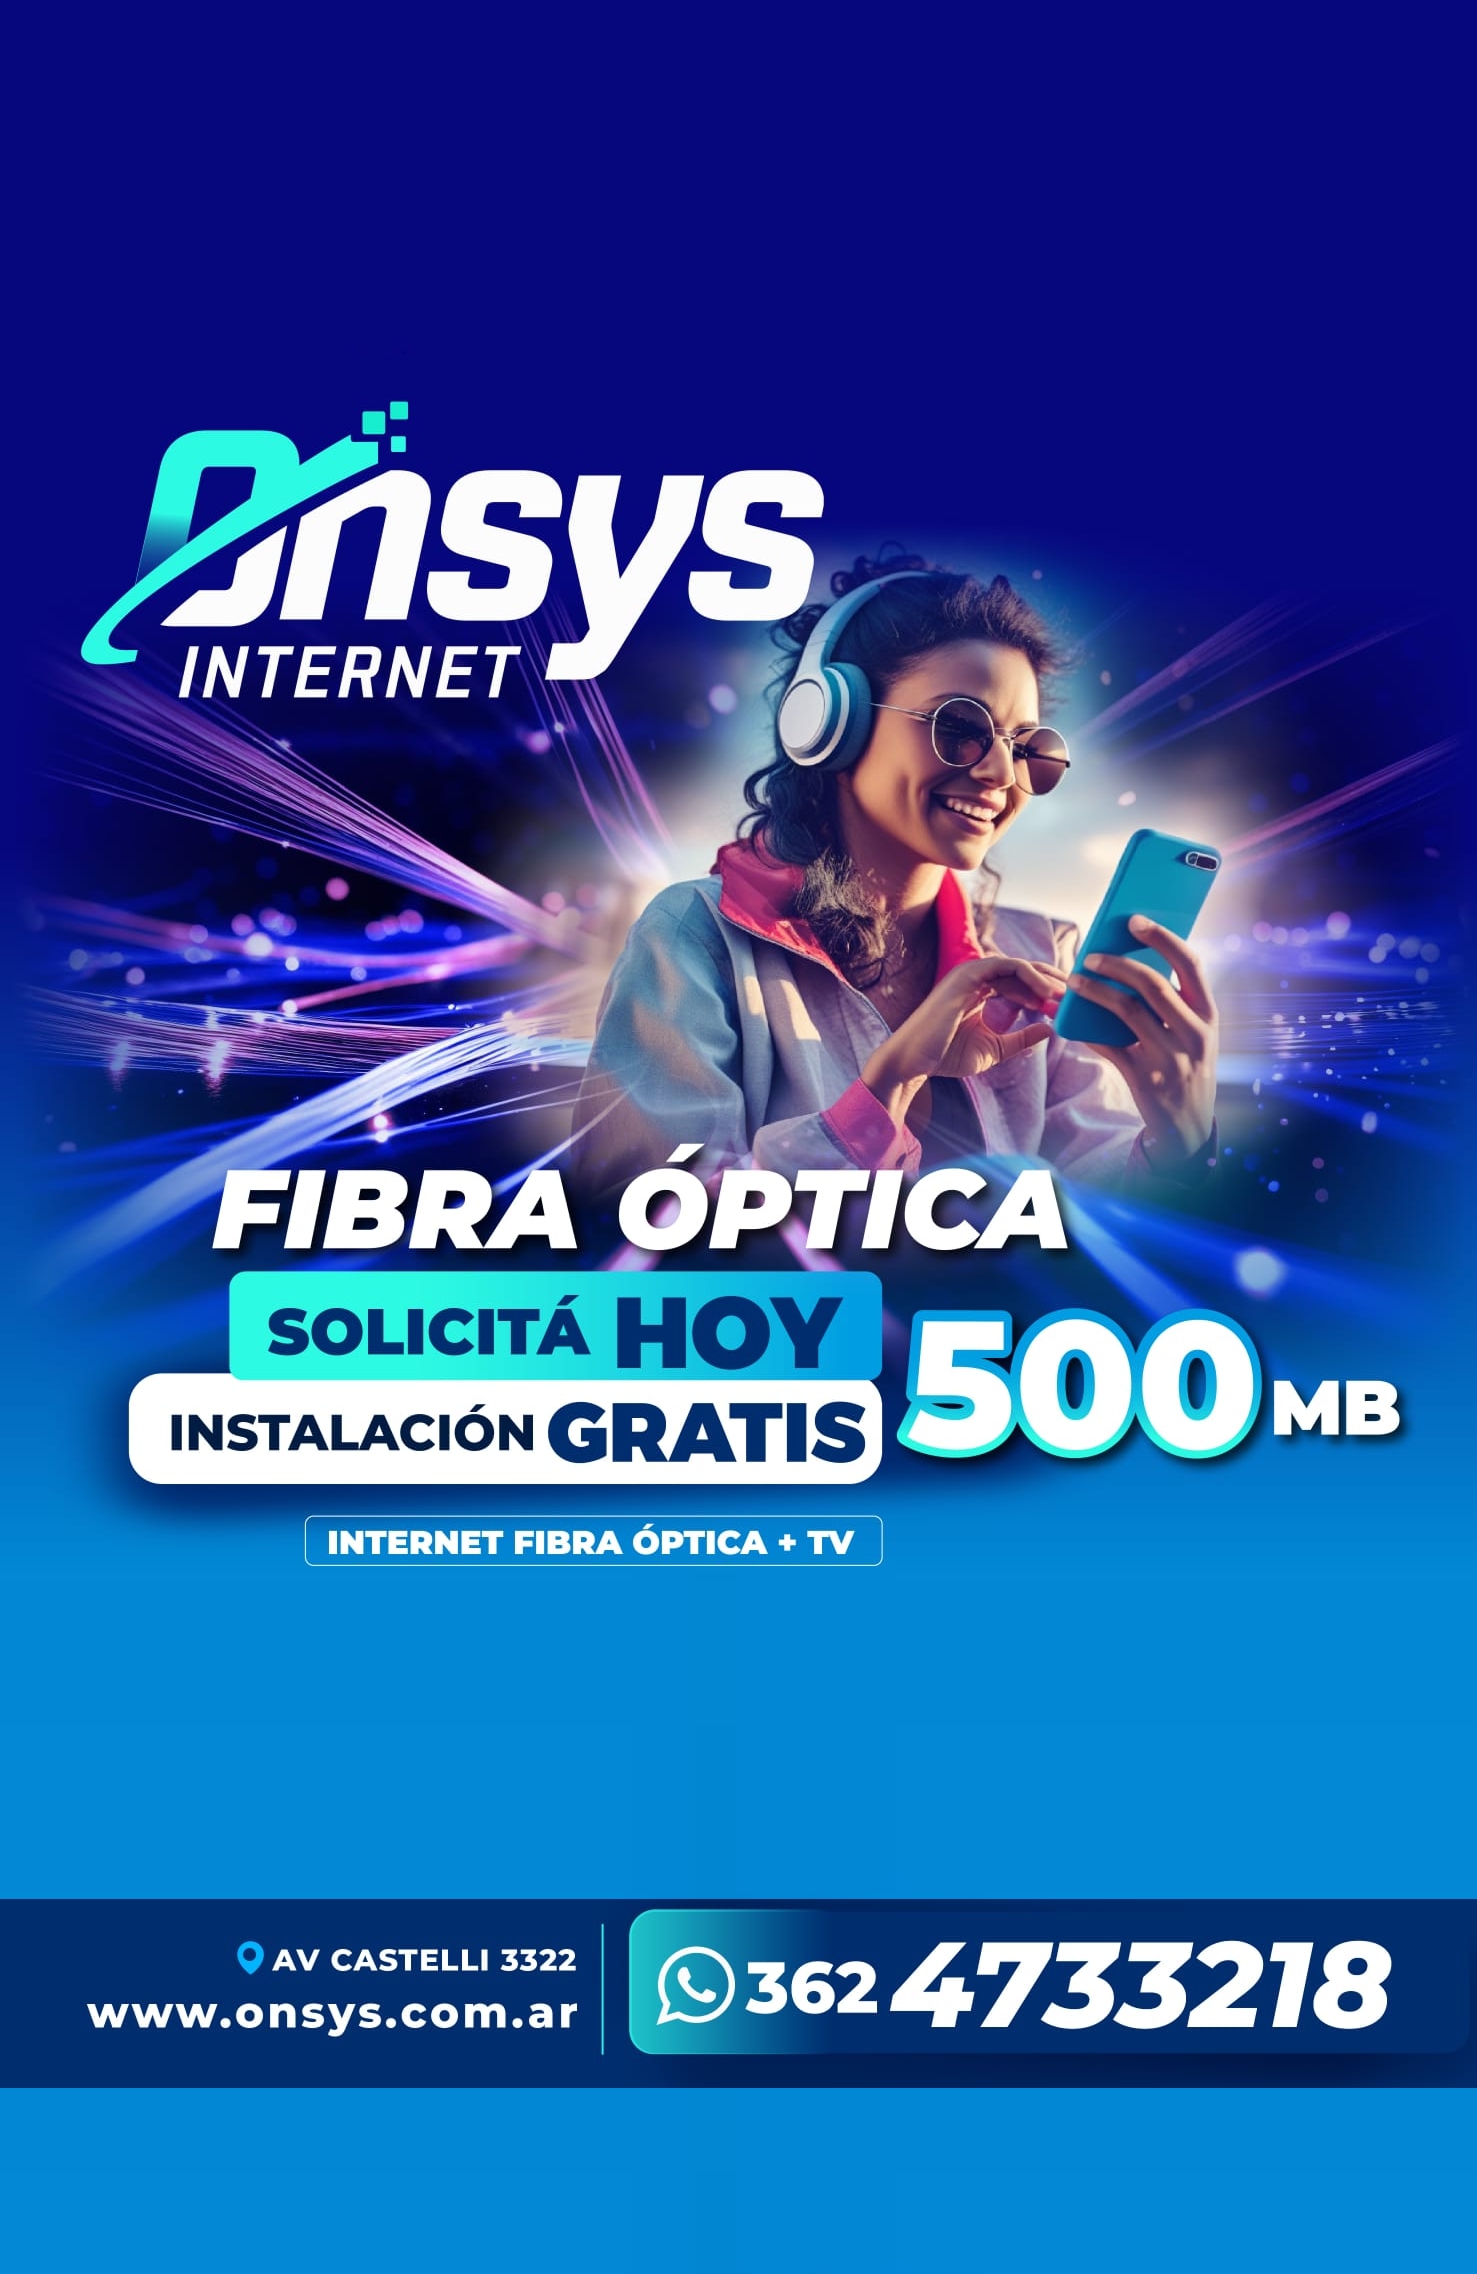 Onsys
INTERNET
FIBRA ÓPTICA
SOLICITÁ HOY
INSTALACIÓN GRATIS
500 MB
INTERNET FIBRA ÓPTICA + TV
AV CASTELLI 3322
www.onsys.com.ar
362 4733218